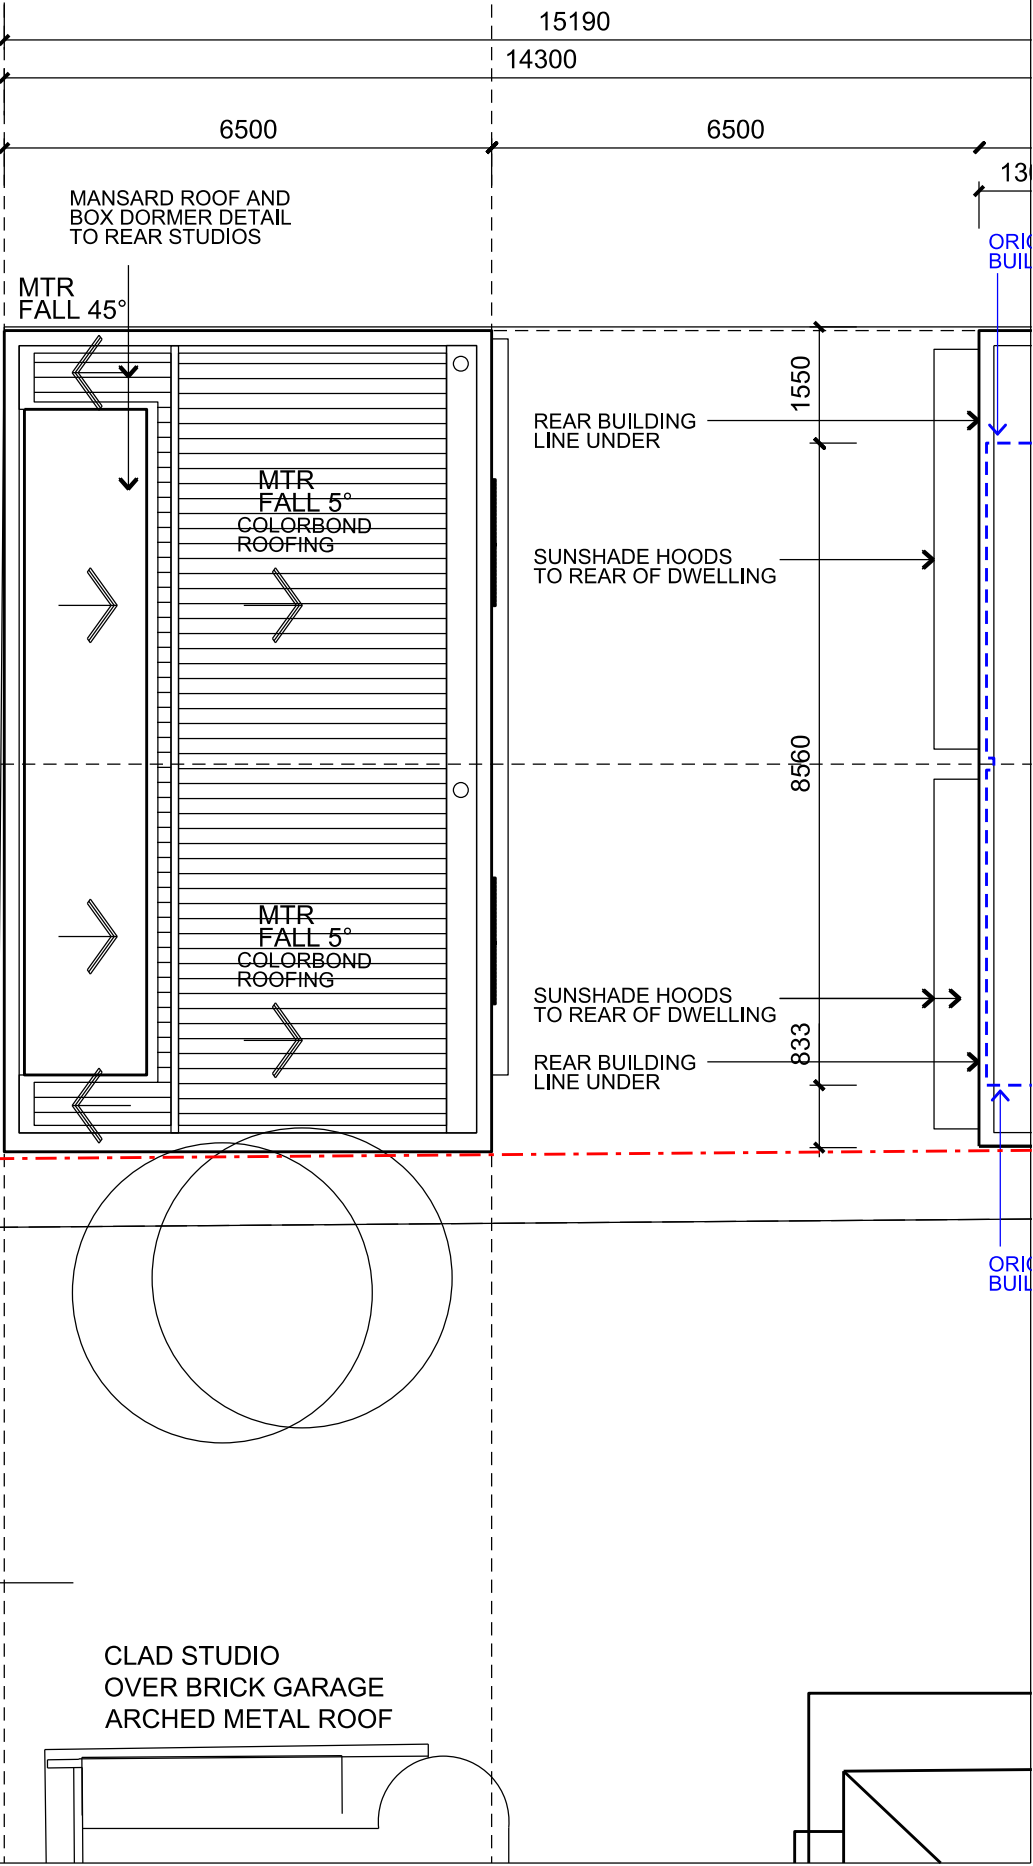 15190
14300
6500
6500
MANSARD ROOF AND
BOX DORMER DETAIL
TO REAR STUDIOS
MTR
FALL 45°
1550
REAR BUILDING
LINE UNDER
MTR
FALL 5°
COLORBOND
ROOFING
SUNSHADE HOODS
TO REAR OF DWELLING
8560
MTR
FALL 5°
COLORBOND
ROOFING
SUNSHADE HOODS
TO REAR OF DWELLING
833
REAR BUILDING
LINE UNDER
CLAD STUDIO
OVER BRICK GARAGE
ARCHED METAL ROOF